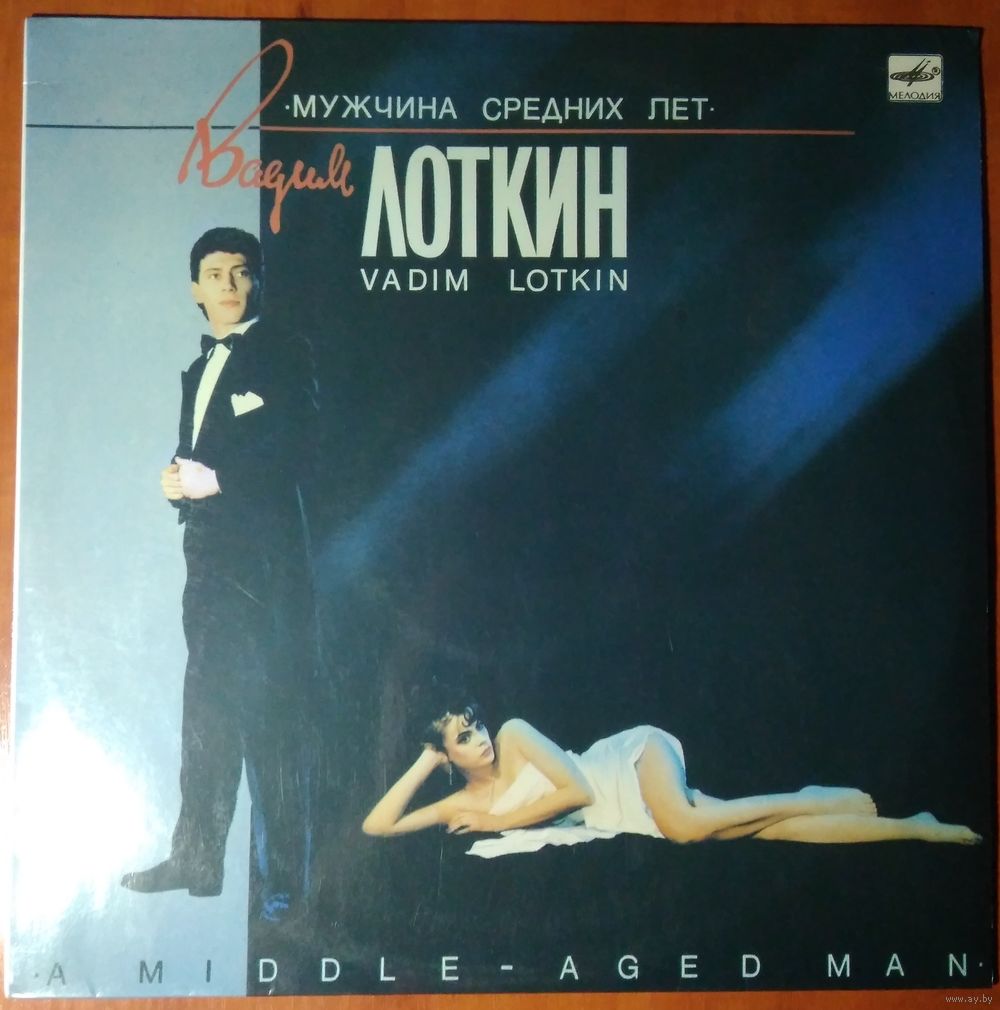 ·МУЖЧИНА СРЕДНИХ ЛЕТ·
МЕЛОДИЯ
Вадим
ЛОТКИН
VADIM LOTKIN
·A MIDDLE-AGED MAN·
www.ay.by